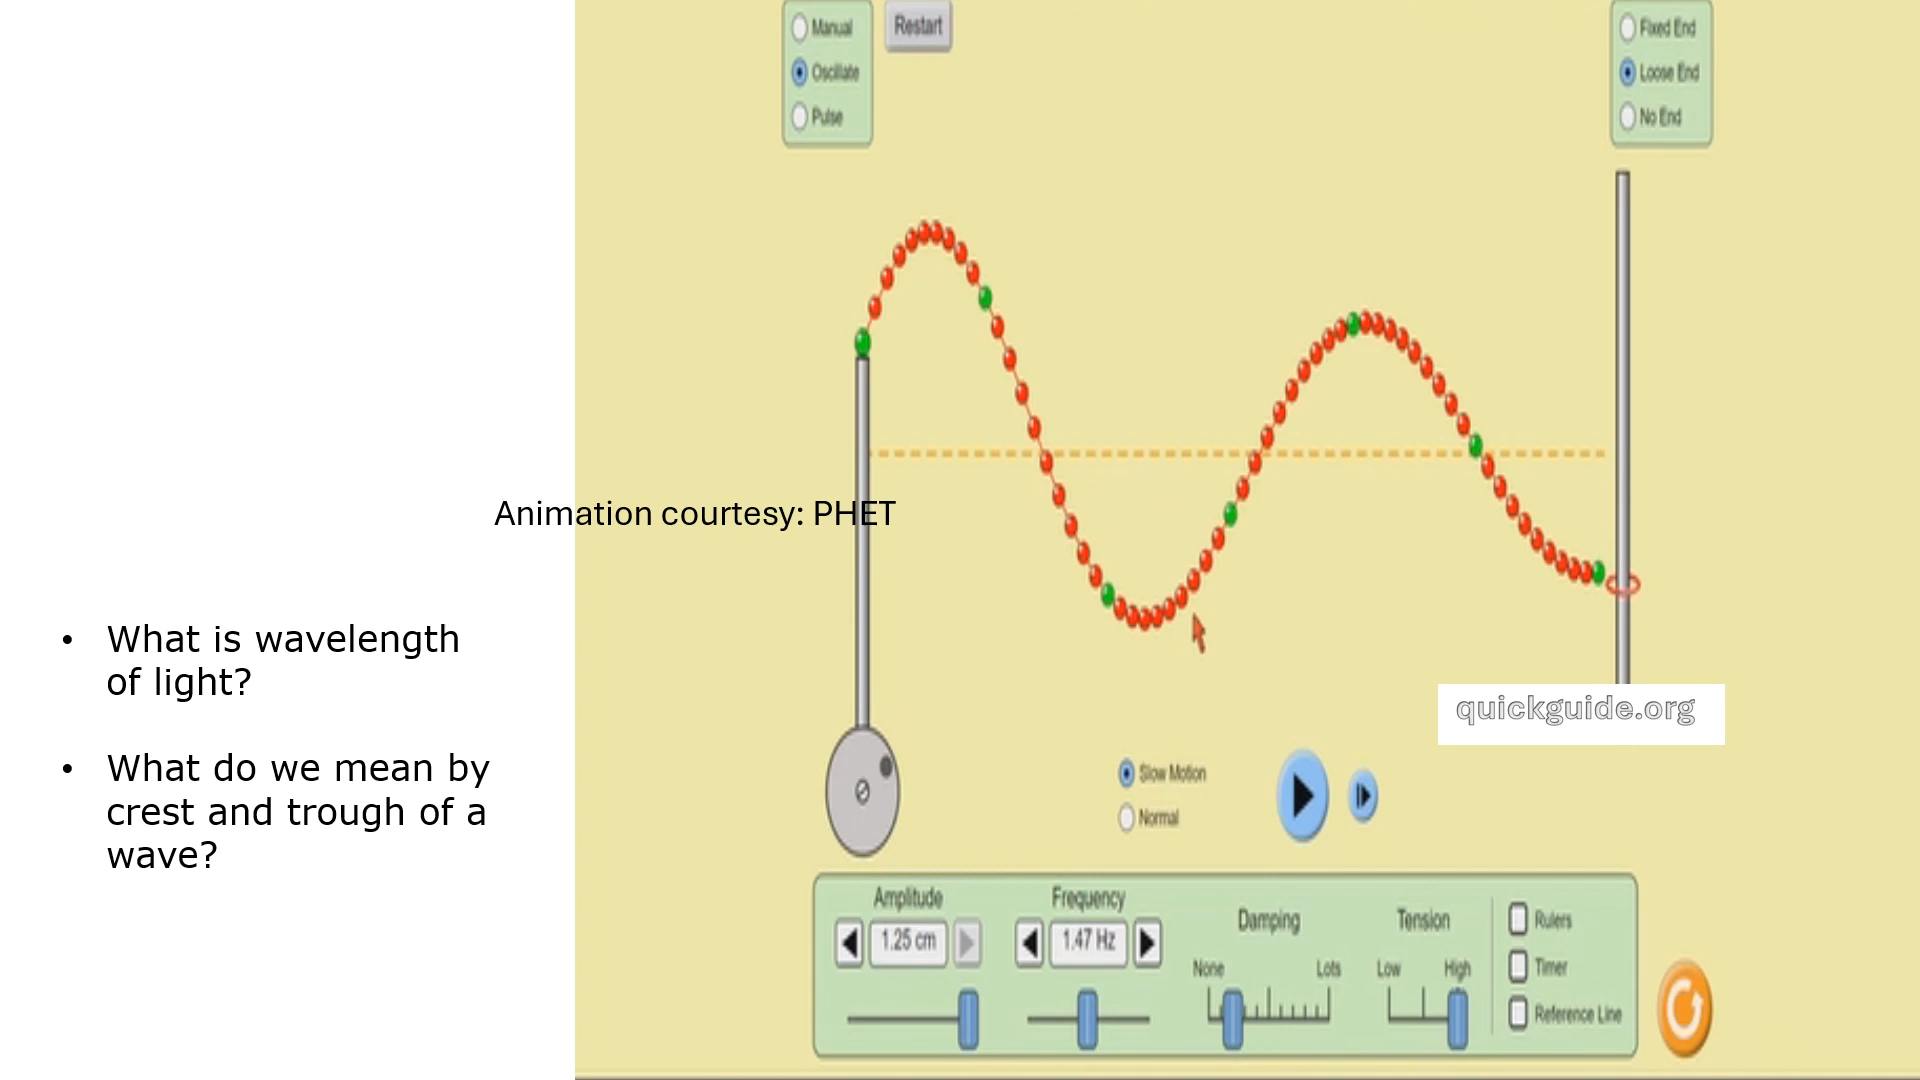 Manual
Restart
Oscillate
Pulse
Fixed End
Loose End
No End
Animation courtesy: PHET
• What is wavelength
of light?
• What do we mean by
crest and trough of a
wave?
quickguide.org
Slow Motion
Normal
Amplitude
1.25 cm
Frequency
1.47 Hz
Damping
None
Lots
Tension
Low
High
Rulers
Timer
Reference Line